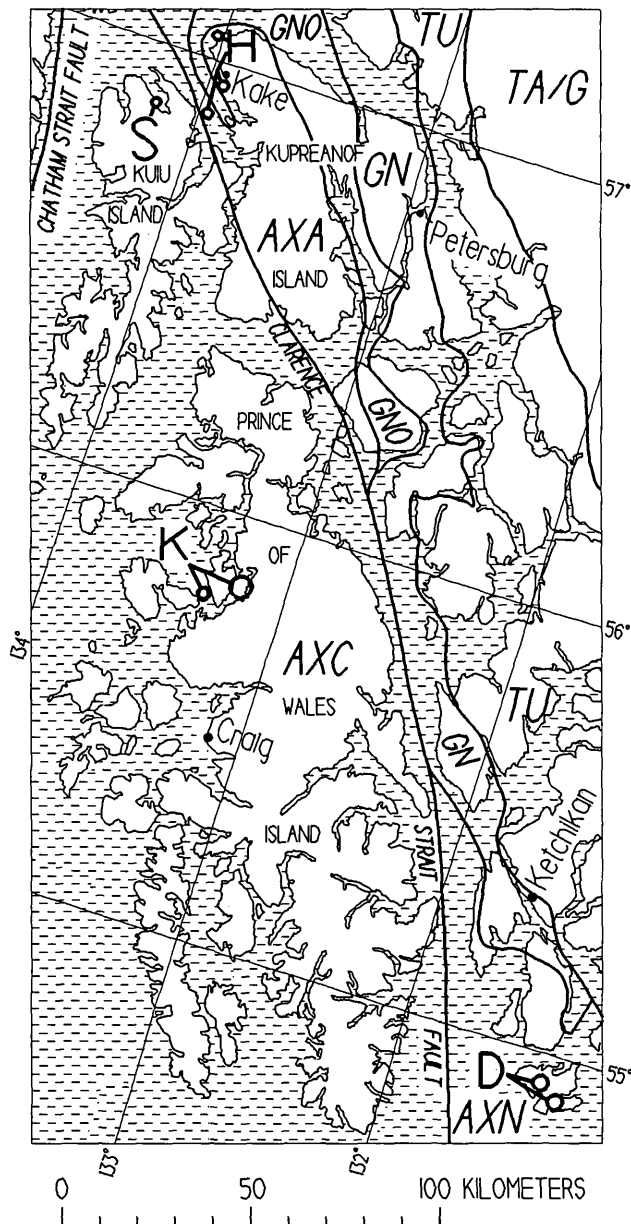 GNO
TU
TA/G
H
Kake
CHATHAM STRAIT FAULT
S
KUIU
ISLAND
KUPREANOF
GN
57°
Petersburg
AXA
ISLAND
CLARENCE
PRINCE
GNO
K
OF
56°
134°
AXC
WALES
TU
GN
Craig
ISLAND
STRAIT
Ketchikan
FAULT
D
AXN
55°
133°
132°
0 50 100 KILOMETERS